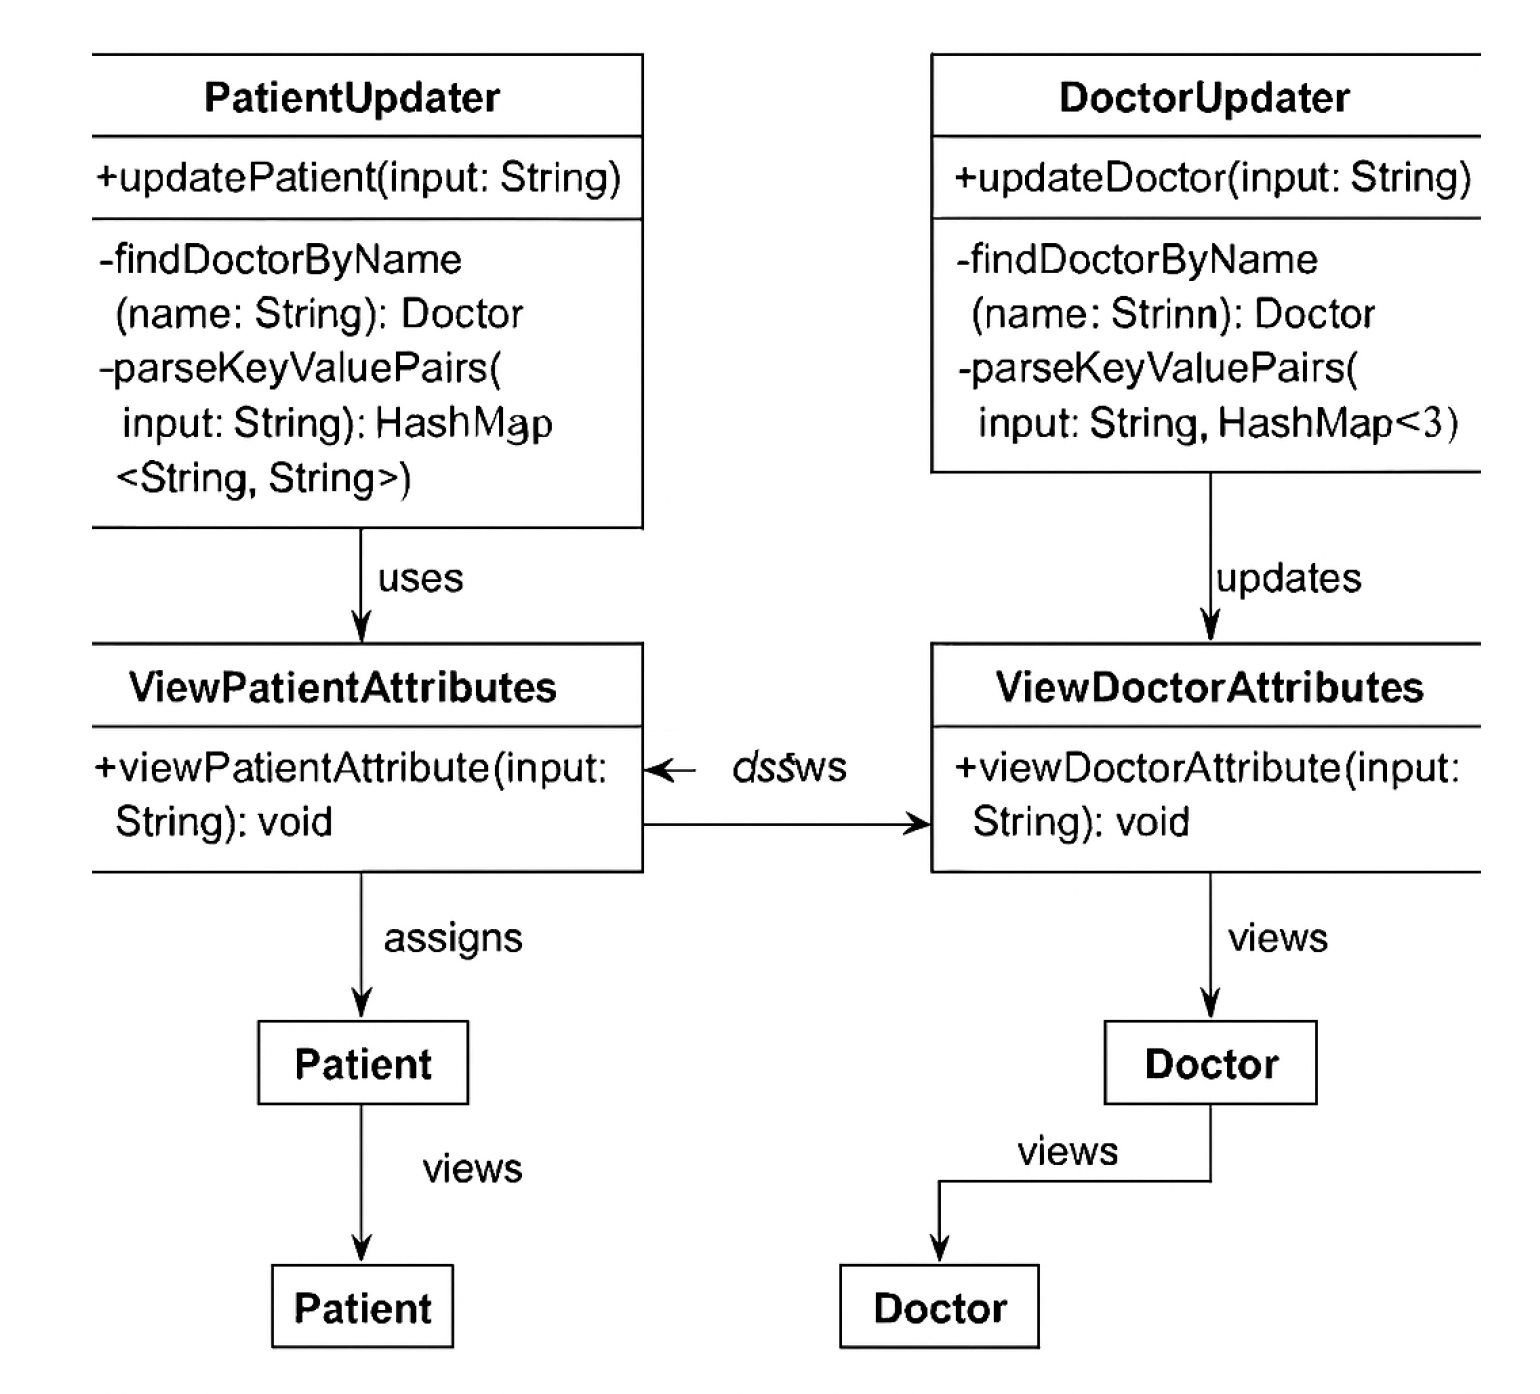 PatientUpdater
+updatePatient(input: String)
-findDoctorByName
(name: String): Doctor
-parseKeyValuePairs(
input: String): HashMap
<String, String>)
uses
DoctorUpdater
+updateDoctor(input: String)
-findDoctorByName
(name: Strinn): Doctor
-parseKeyValuePairs(
input: String, HashMap<3)
updates
ViewPatientAttributes
+viewPatientAttribute(input:
String): void
ViewDoctorAttributes
+viewDoctorAttribute(input:
String): void
assigns
views
Patient
Doctor
views
views
Patient
Doctor